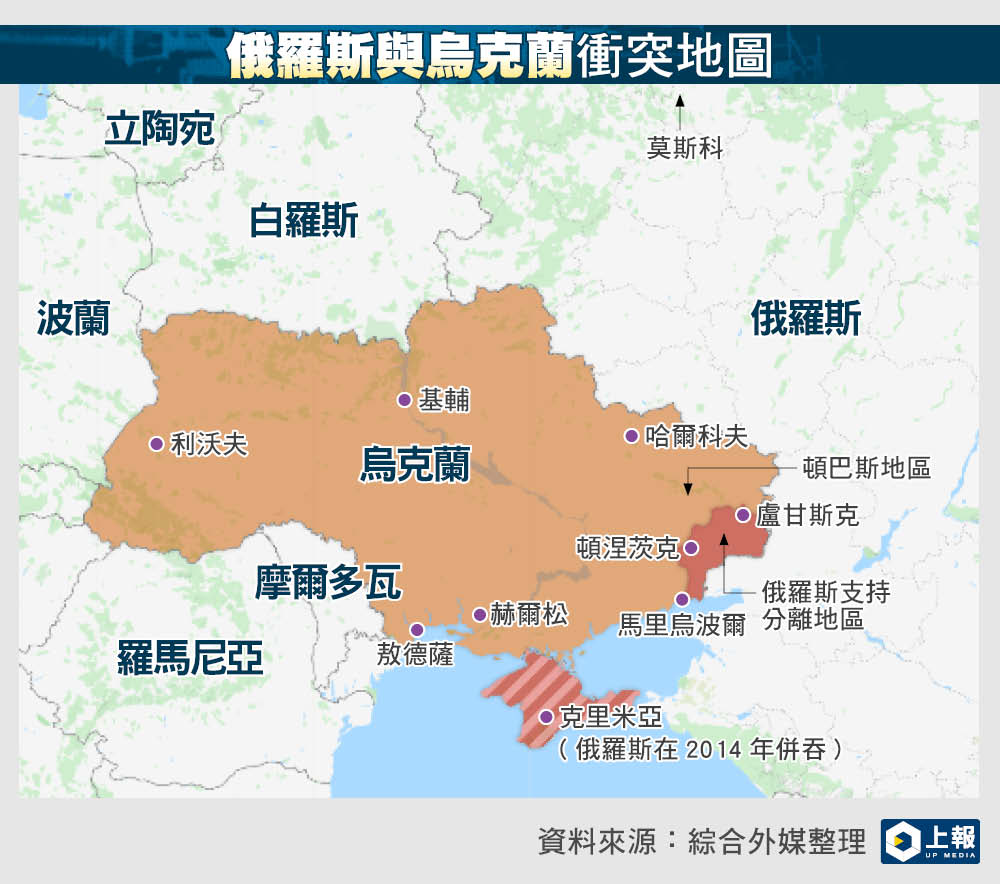 俄羅斯與烏克蘭衝突地圖
立陶宛
莫斯科
白羅斯
波蘭
俄羅斯
基輔
利沃夫
哈爾科夫
烏克蘭
頓巴斯地區
盧甘斯克
頓涅茨克
摩爾多瓦
俄羅斯支持
分離地區
赫爾松
馬里烏波爾
敖德薩
羅馬尼亞
克里米亞
(俄羅斯在2014年併吞)
資料來源:綜合外媒整理
上報
UP MEDIA